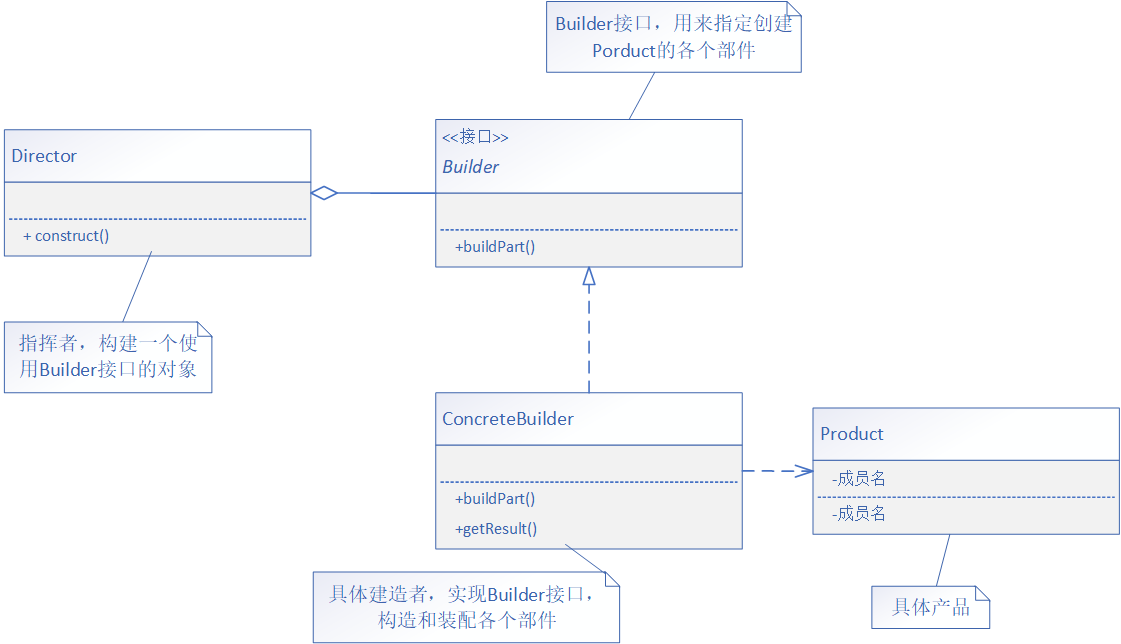 Builder接口，用来指定创建
Porduct的各个部件
Director
+ construct()
<<接口>>
Builder
+buildPart()
指挥者，构建一个使
用Builder接口的对象
ConcreteBuilder
+buildPart()
+getResult()
Product
-成员名
-成员名
具体建造者，实现Builder接口，
构造和装配各个部件
具体产品